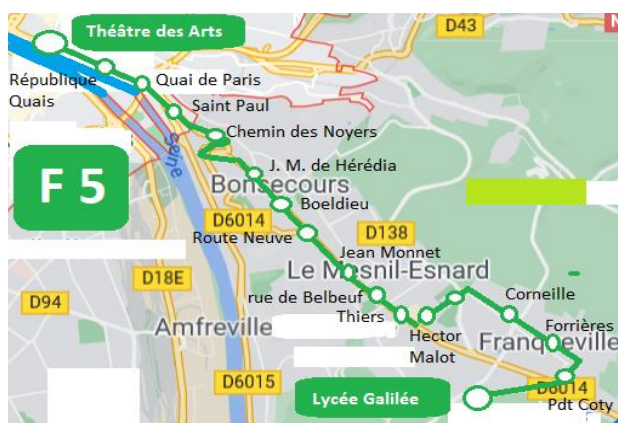 D43
N
Théâtre des Arts
République
Quais
Quai de Paris
Saint Paul
Chemin des Noyers
Seine
J. M. de Hérédia
F 5
Bonsecours
Boeldieu
D6014
Route Neuve
D138
Jean Monnet
Le Mesnil-Esnard
D18E
rue de Belbeuf
D94
Thiers
Corneille
Amfreville
Hector
Malot
Forrières
Franqueville
D6015
Lycée Galilée
D6014
Pdt Coty